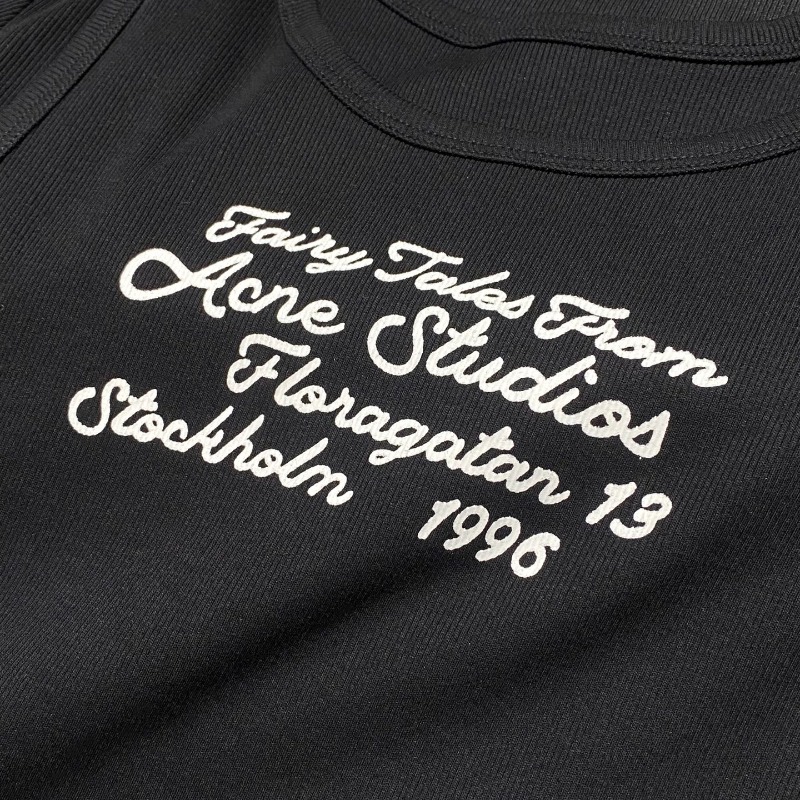 Fairy Tales From
Acne Studios
Floragatan 13
Stockholm 1996